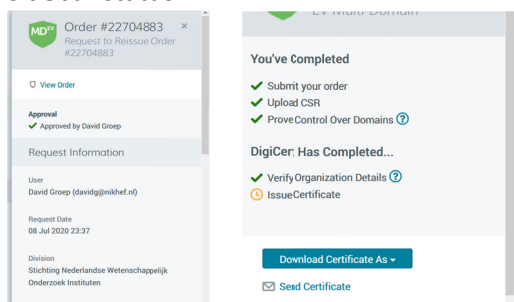 MD EV
Order #22704883 ×
Request to Reissue Order
#22704883
View Order
Approval
Approved by David Groep
Request Information
User
David Groep (davidg@nikhef.nl)
Request Date
08 Jul 2020 23:37
Division
Stichting Nederlandse Wetenschappelijk
Onderzoek Instituten
EV Multi-Domain
You've Completed
Submit your order
Upload CSR
Prove Control Over Domains ?
DigiCert Has Completed...
Verify Organization Details ?
Issue Certificate
Download Certificate As
Send Certificate